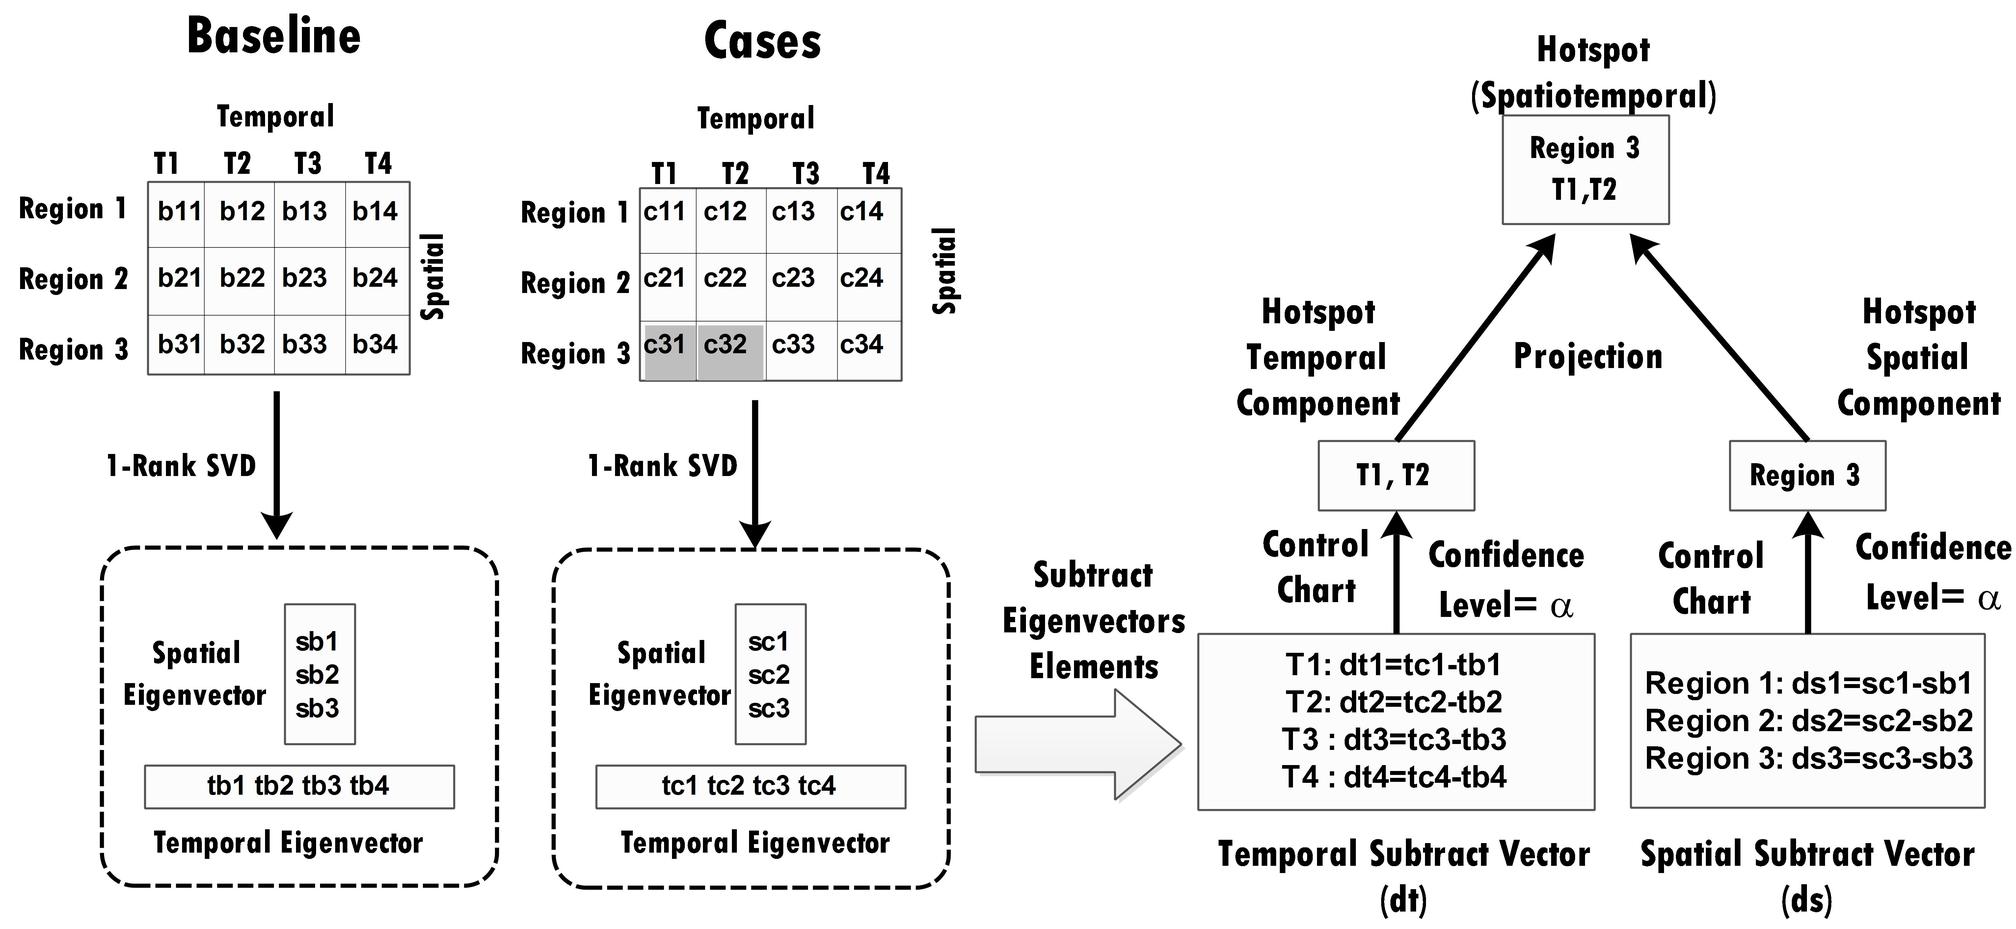 Baseline
Temporal
T1 T2 T3 T4
Region 1 b11 b12 b13 b14
Region 2 b21 b22 b23 b24
Region 3 b31 b32 b33 b34
Spatial
1-Rank SVD
Spatial
Eigenvector
sb1
sb2
sb3
tb1 tb2 tb3 tb4
Temporal Eigenvector
Cases
Temporal
T1 T2 T3 T4
Region 1 c11 c12 c13 c14
Region 2 c21 c22 c23 c24
Region 3 c31 c32 c33 c34
Spatial
1-Rank SVD
Spatial
Eigenvector
sc1
sc2
sc3
tc1 tc2 tc3 tc4
Temporal Eigenvector
Subtract
Eigenvectors
Elements
Hotspot
(Spatiotemporal)
Region 3
T1,T2
Hotspot
Temporal
Component
Projection
Hotspot
Spatial
Component
T1, T2
Region 3
Control
Chart
Confidence
Level= α
Control
Chart
Confidence
Level= α
T1: dt1=tc1-tb1
T2: dt2=tc2-tb2
T3 : dt3=tc3-tb3
T4 : dt4=tc4-tb4
Temporal Subtract Vector
(dt)
Region 1: ds1=sc1-sb1
Region 2: ds2=sc2-sb2
Region 3: ds3=sc3-sb3
Spatial Subtract Vector
(ds)